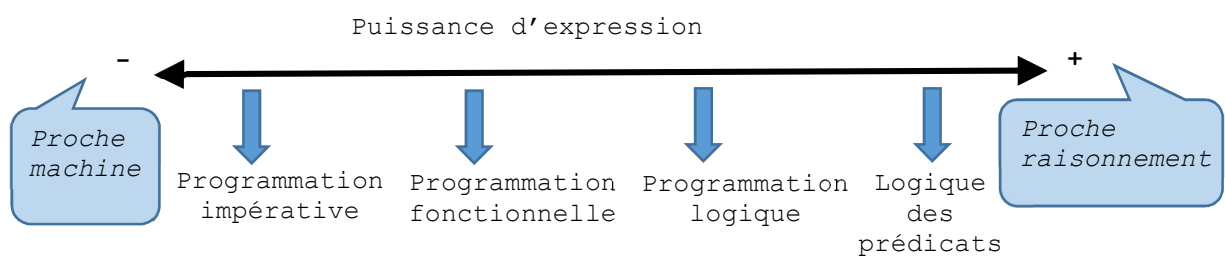 Puissance d’expression
- +
Proche
machine
Proche
raisonnement
Programmation
impérative
Programmation
fonctionnelle
Programmation
logique
Logique
des
prédicats